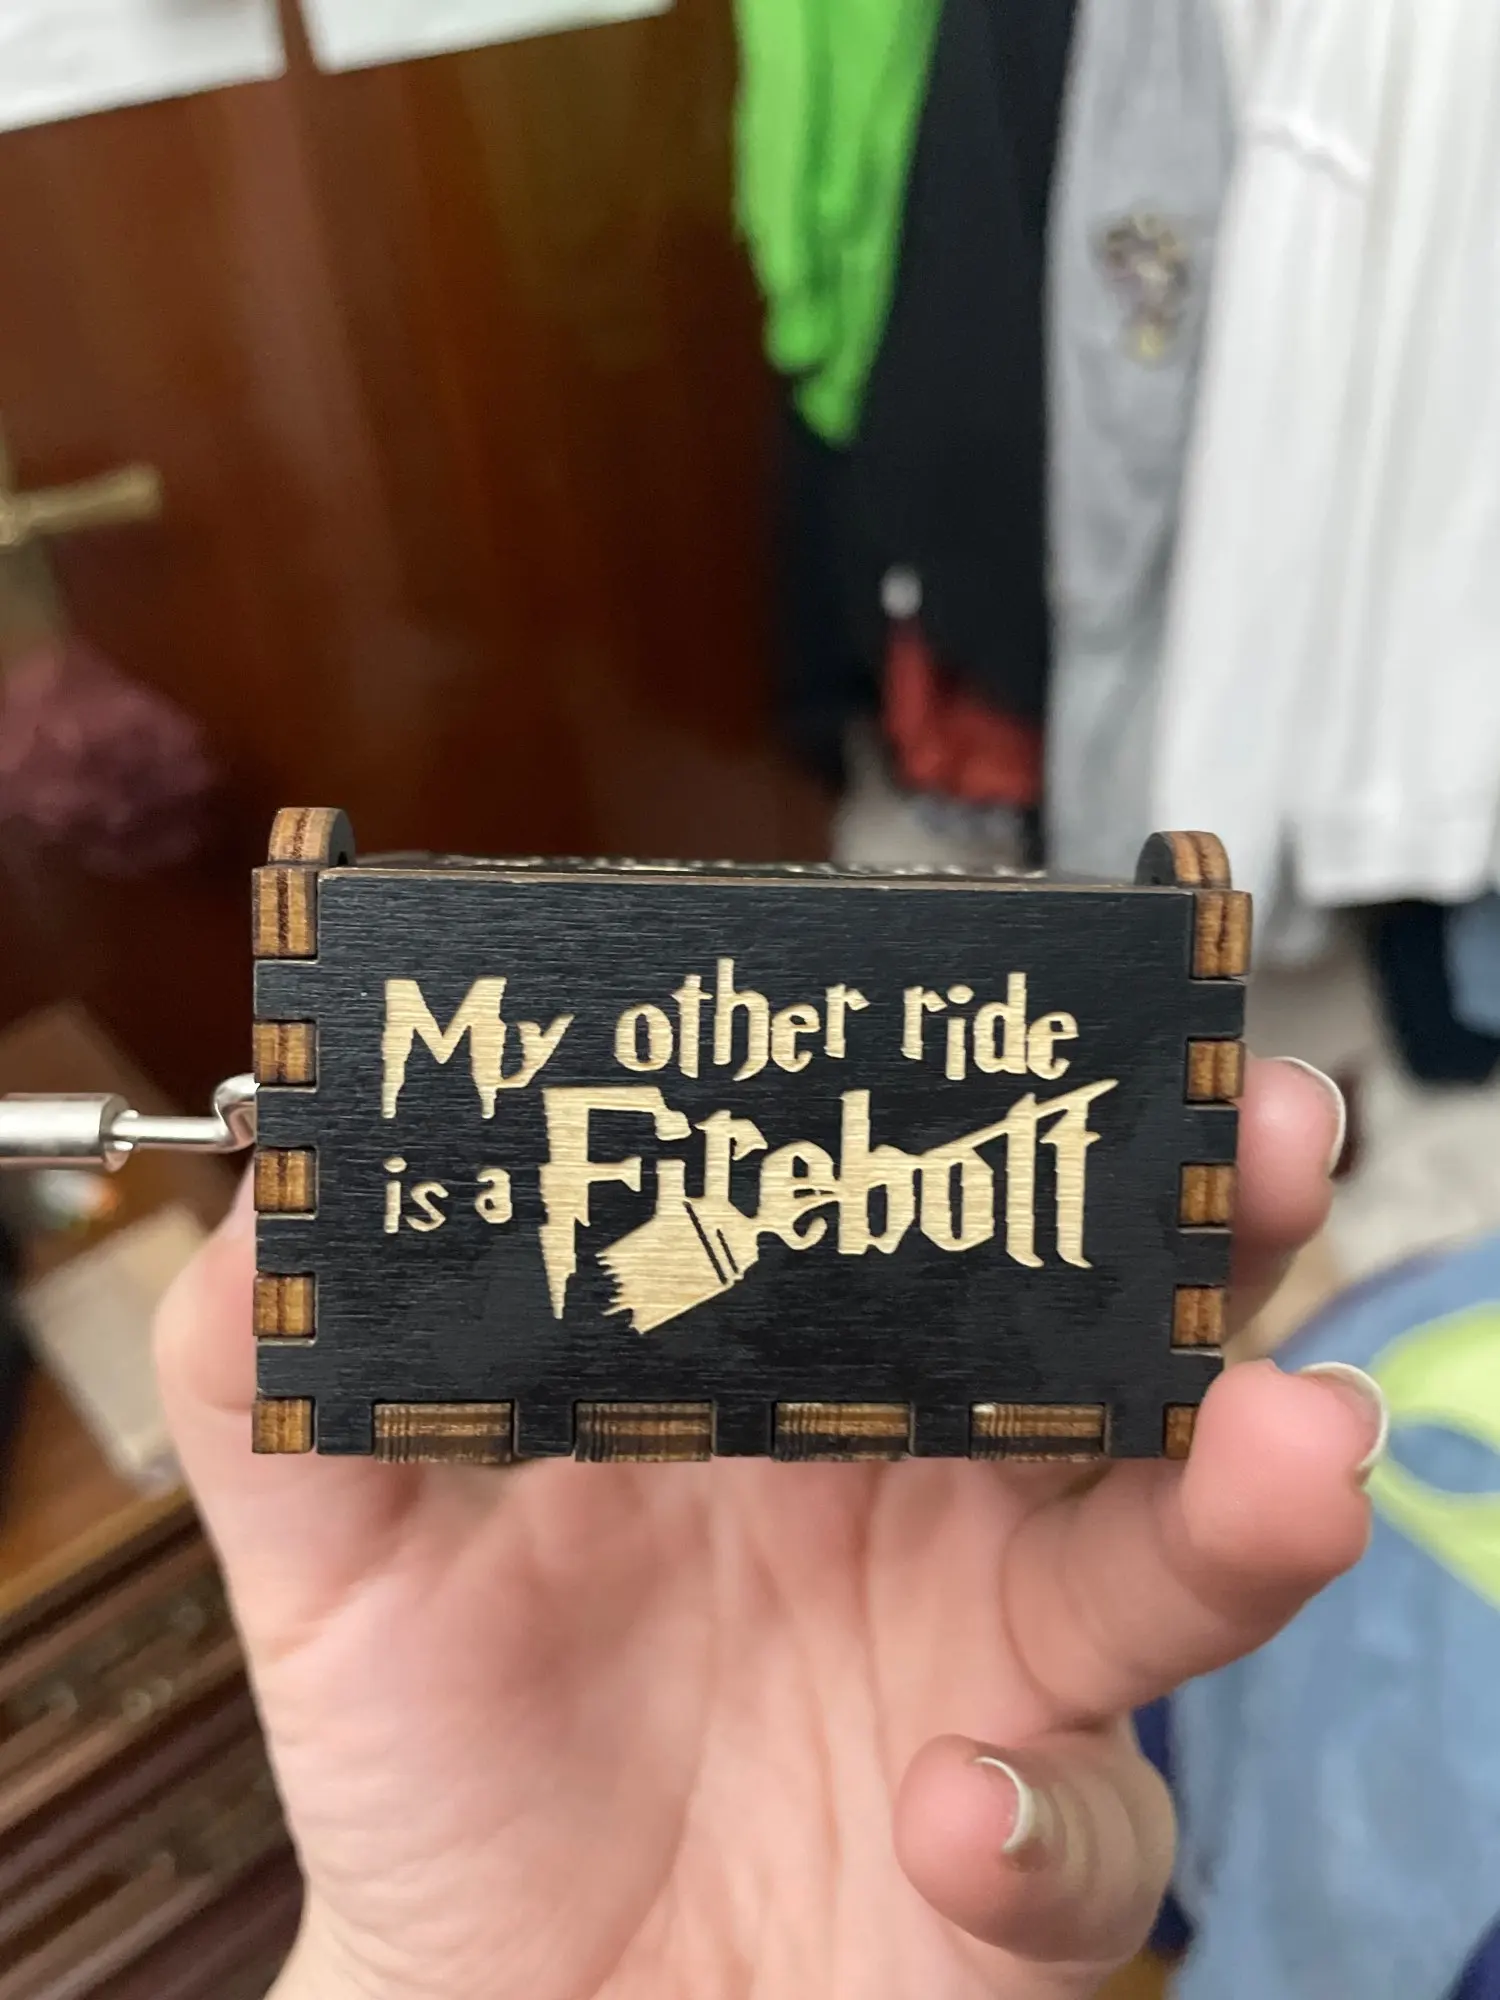 My other ride
is a Firebolt